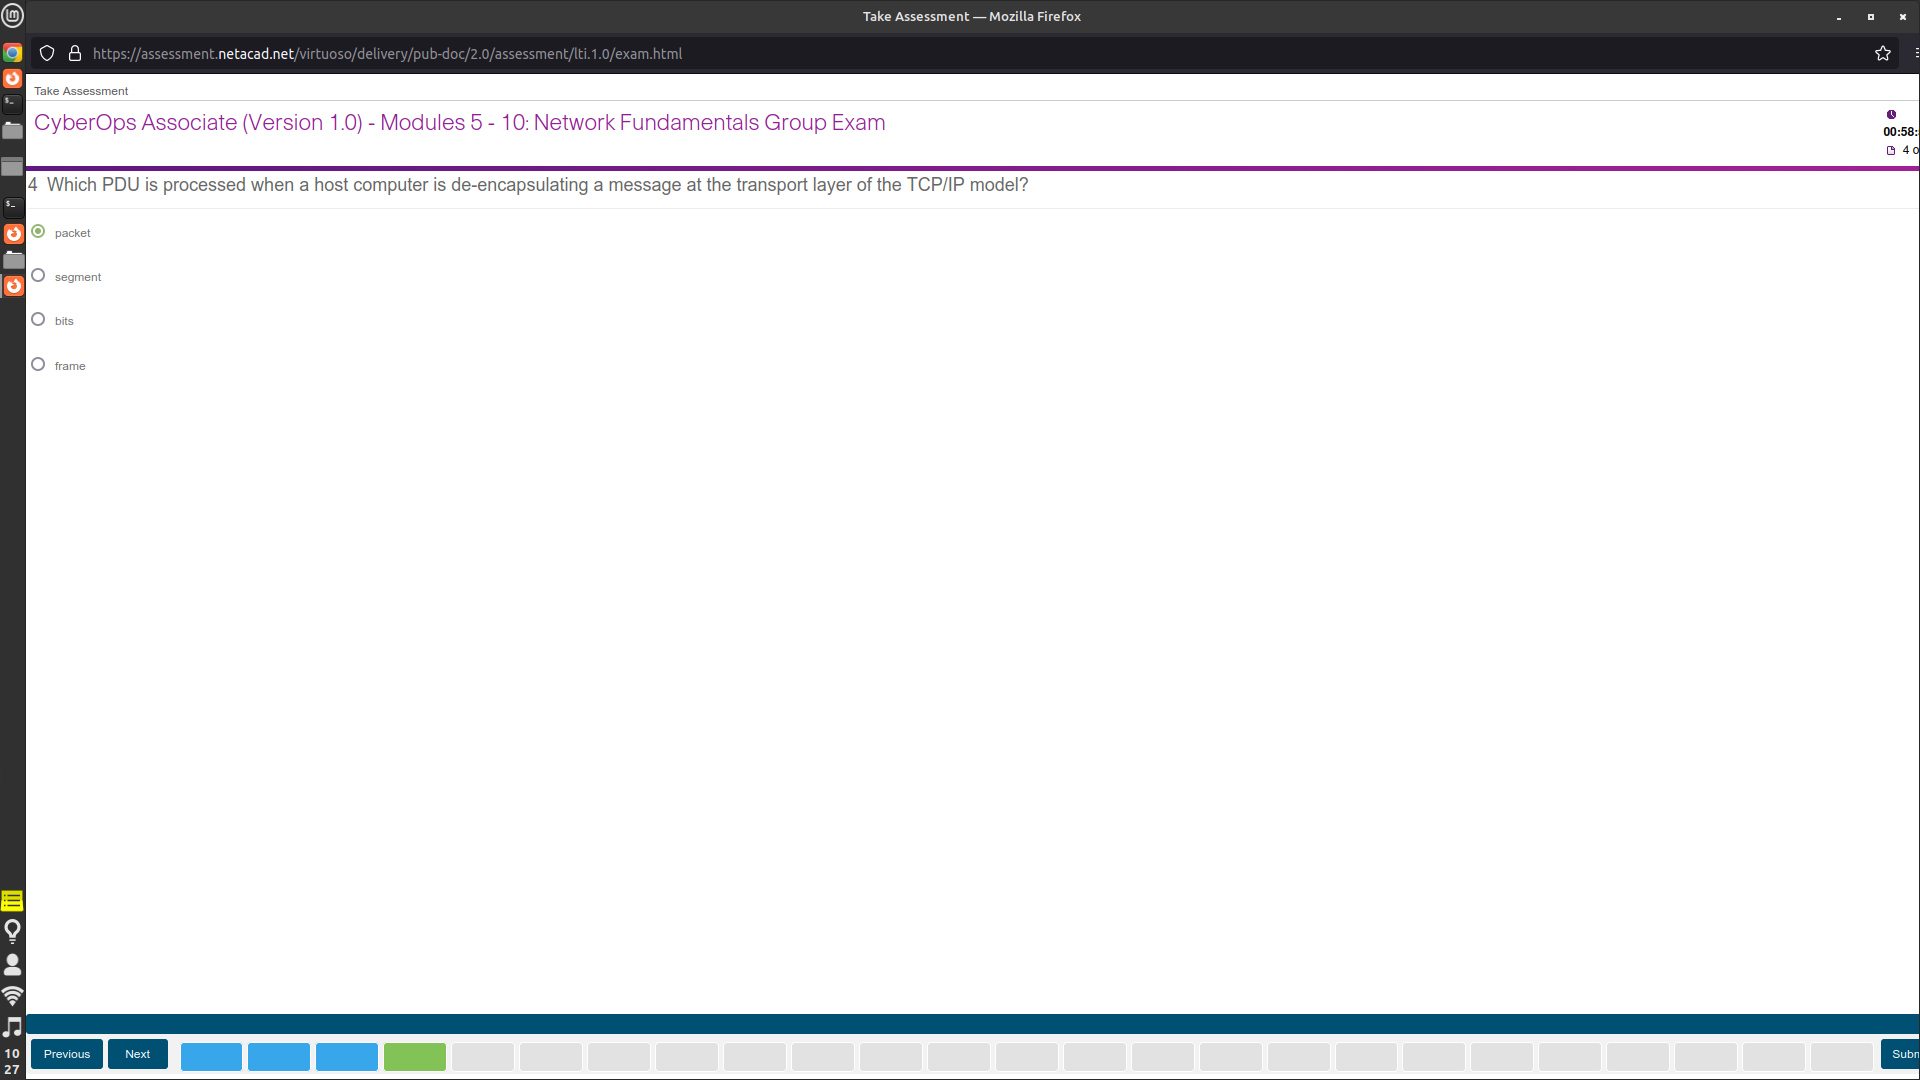 Take Assessment — Mozilla Firefox
https://assessment.netacad.net/virtuoso/delivery/pub-doc/2.0/assessment/lti.1.0/exam.html
Take Assessment
CyberOps Associate (Version 1.0) - Modules 5 - 10: Network Fundamentals Group Exam
00:58:
4 o
4 Which PDU is processed when a host computer is de-encapsulating a message at the transport layer of the TCP/IP model?
packet
segment
bits
frame
Previous
Next
Subm
10
27